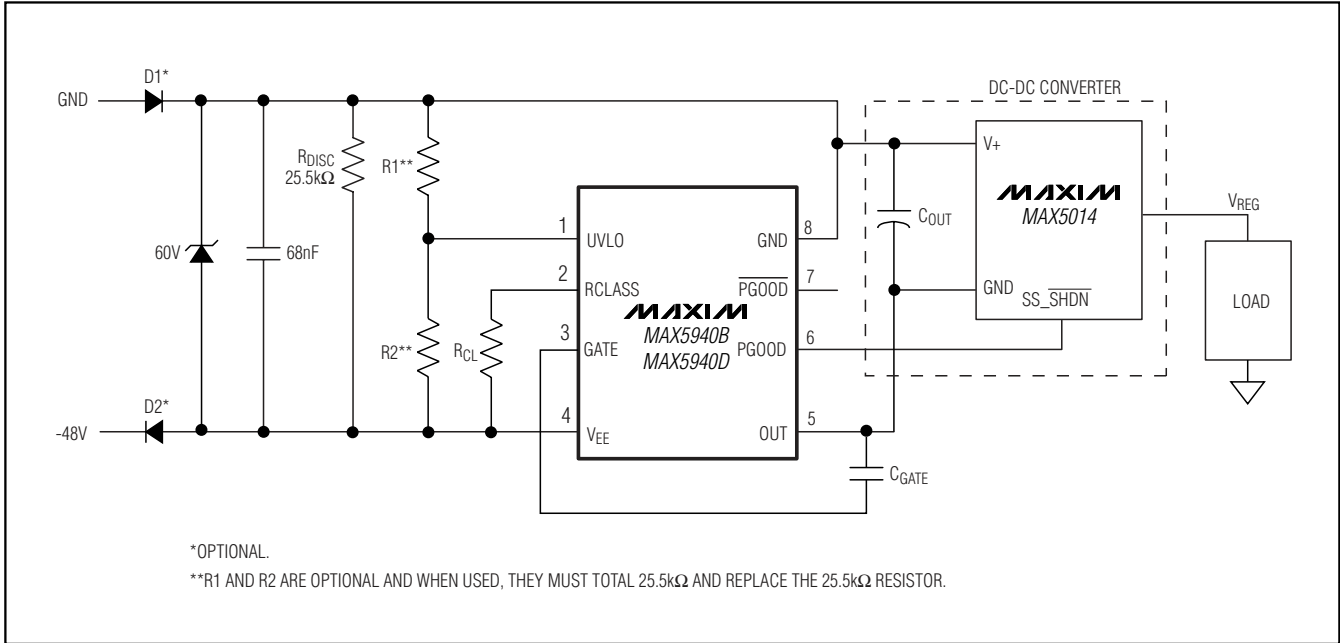 D1*
DC-DC CONVERTER
GND
V+
RDISC
25.5kΩ
R1**
MAXIM
MAX5014
VREG
COUT
1
UVLO
GND
8
60V
68nF
2
RCLASS
PGOOD
7
GND
SS_SHDN
LOAD
MAXIM
MAX5940B
MAX5940D
3
GATE
PGOOD
6
R2**
RCL
D2*
4
-48V
VEE
OUT
5
CGATE
*OPTIONAL.
**R1 AND R2 ARE OPTIONAL AND WHEN USED, THEY MUST TOTAL 25.5kΩ AND REPLACE THE 25.5kΩ RESISTOR.